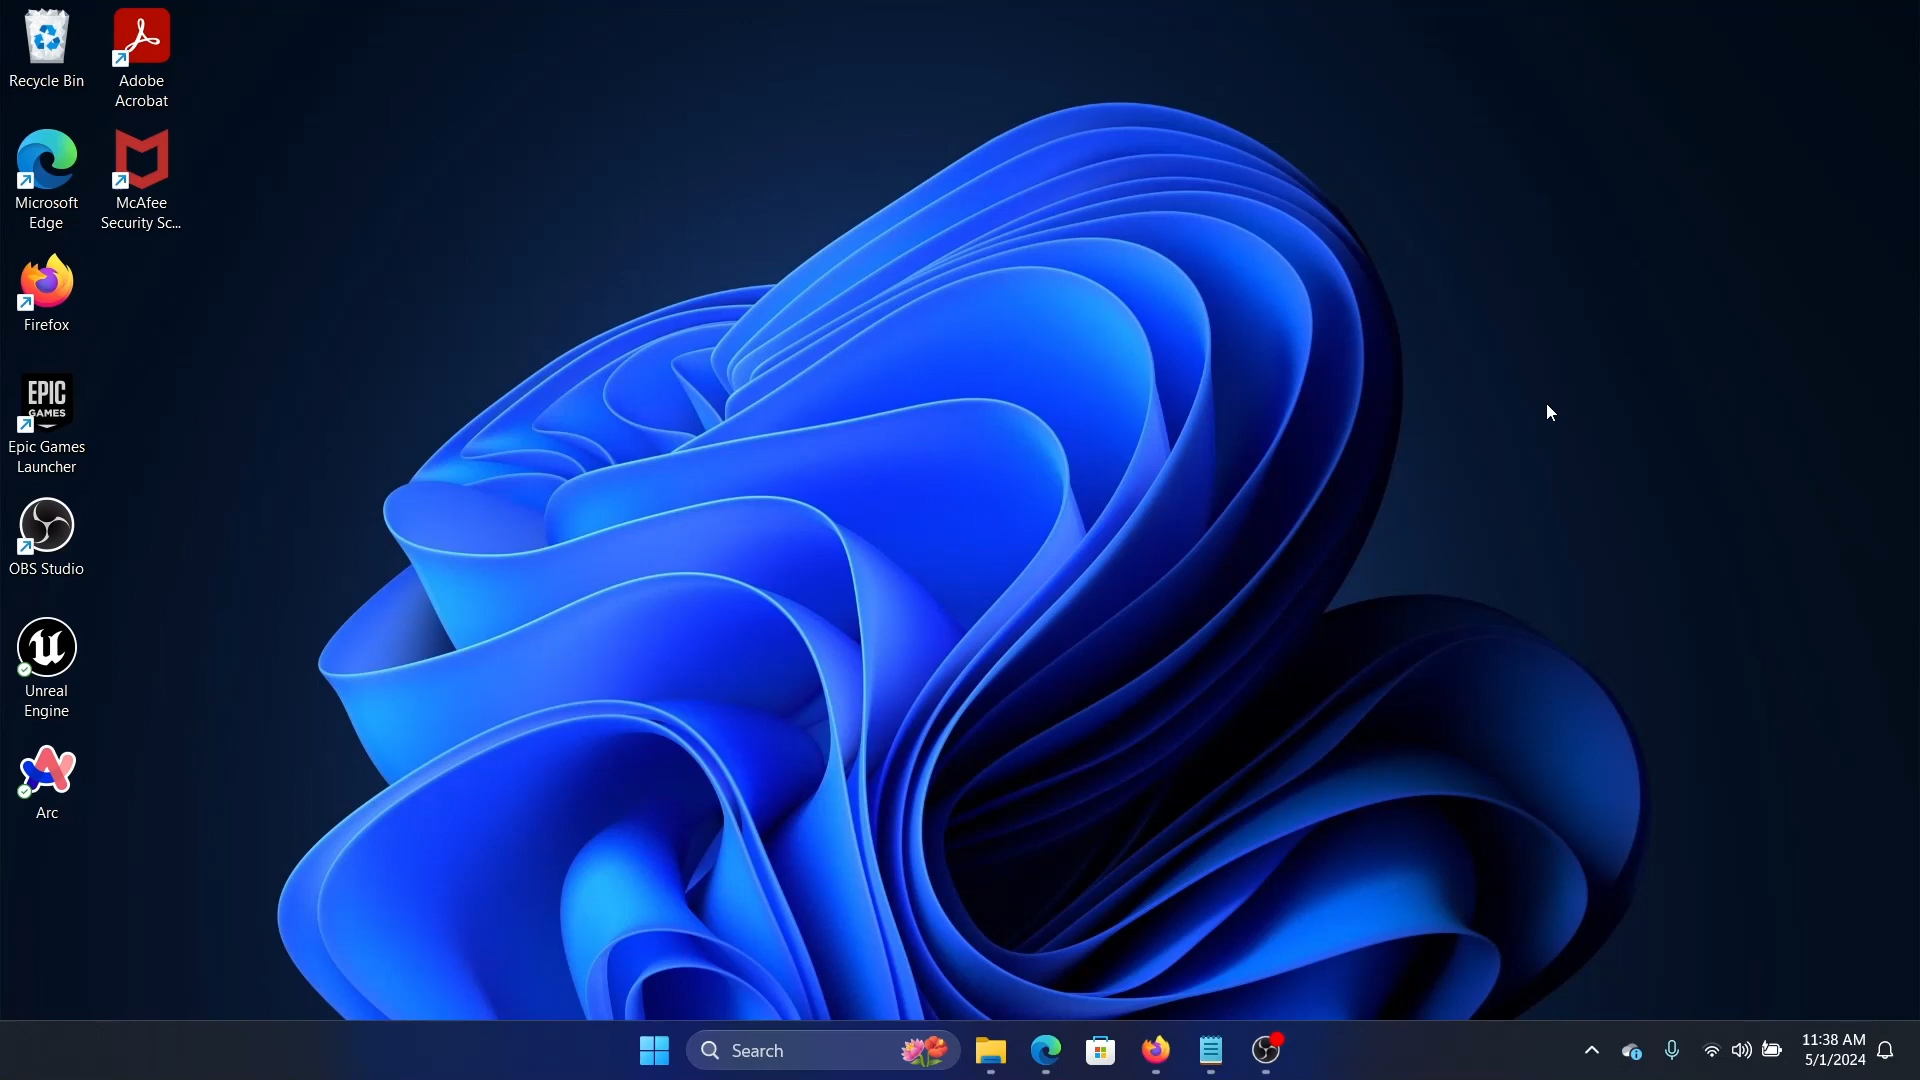 Recycle Bin
Adobe
Acrobat
Microsoft
Edge
McAfee
Security Sc...
Firefox
EPIC
GAMES
Epic Games
Launcher
OBS Studio
Unreal
Engine
Arc
Search
11:38 AM
5/1/2024